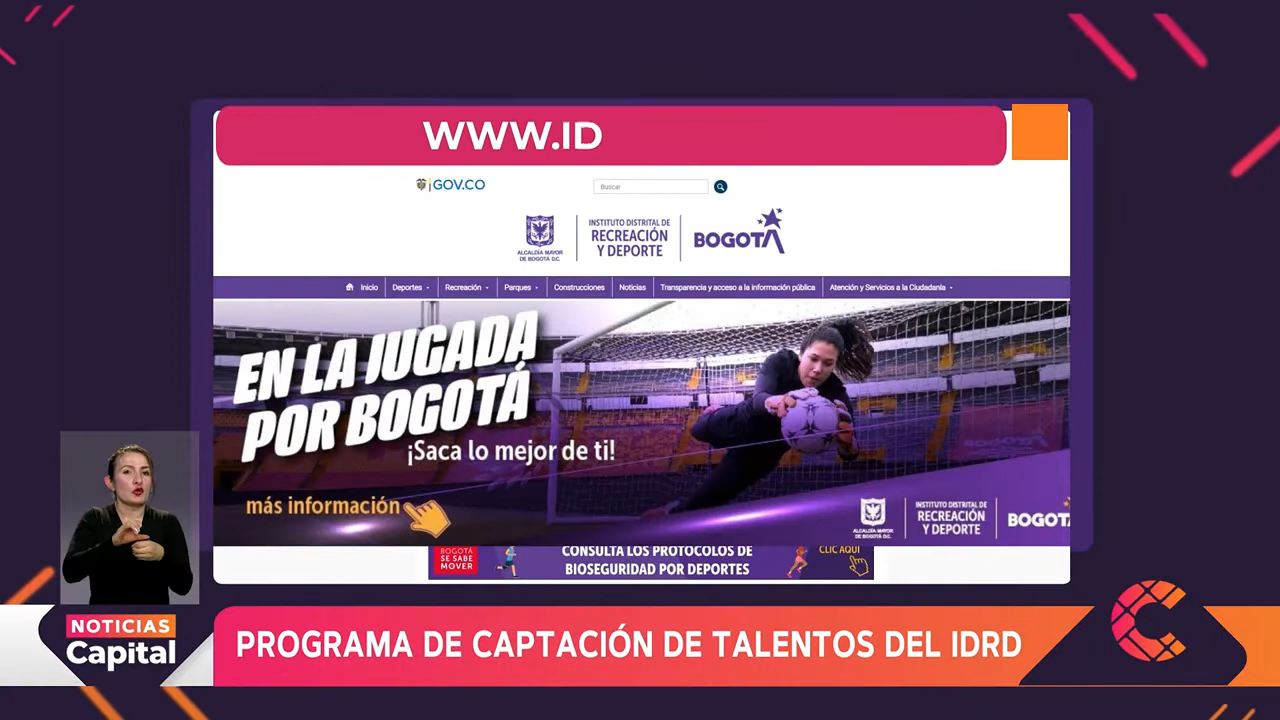 WWW.ID
GOV.CO
Buscar
ALCALDÍA MAYOR
DE BOGOTÁ D.C.
INSTITUTO DISTRITAL DE
RECREACIÓN
Y DEPORTE
BOGOTÁ
Inicio
Deportes
Recreación
Parques
Construcciones
Noticias
Transparencia y acceso a la información pública
Atención y Servicios a la Ciudadanía
EN LA JUGADA
POR BOGOTÁ
¡Saca lo mejor de ti!
más información
ALCALDÍA MAYOR
DE BOGOTÁ D.C.
INSTITUTO DISTRITAL DE
RECREACIÓN
Y DEPORTE
BOGOT
BOGOTÁ
SE SABE
MOVER
CONSULTA LOS PROTOCOLOS DE
BIOSEGURIDAD POR DEPORTES
CLIC AQUÍ
NOTICIAS
Capital
PROGRAMA DE CAPTACIÓN DE TALENTOS DEL IDRD